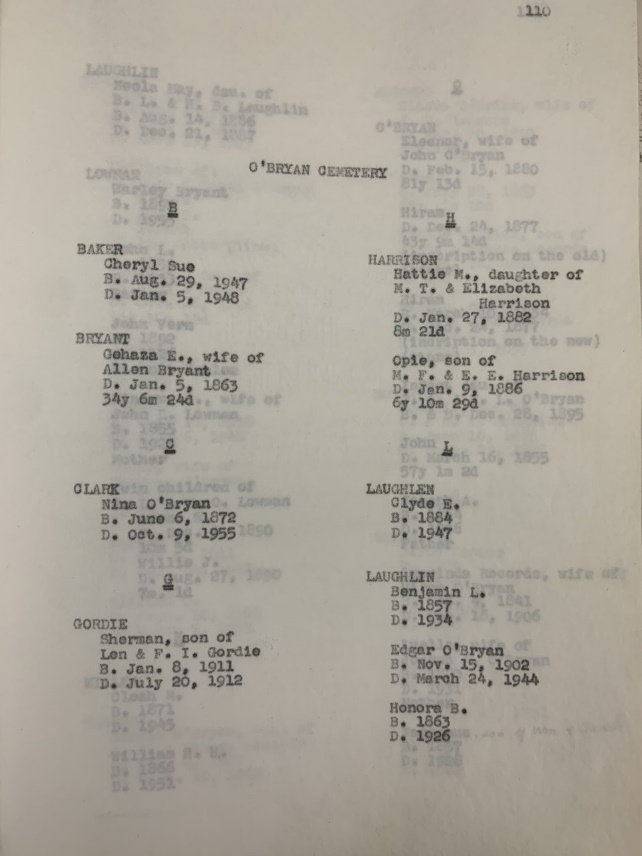 110
O'BRYAN CEMETERY
B
BAKER
Cheryl Sue
B. Aug. 29, 1947
D. Jan. 5, 1948
BRYANT
Gehaza E., wife of
Allen Bryant
D. Jan. 5, 1863
34y 6m 24d
C
CLARK
Nina O'Bryan
B. June 6, 1872
D. Oct. 9, 1955
G
GORDIE
Sherman, son of
Len & F. I. Gordie
B. Jan. 8, 1911
D. July 20, 1912
H
HARRISON
Hattie M., daughter of
M. T. & Elizabeth
Harrison
D. Jan. 27, 1882
8m 21d
Opie, son of
M. F. & E. E. Harrison
D. Jan. 9, 1886
6y 10m 29d
L
LAUGHLEN
Clyde E.
B. 1884
D. 1947
LAUGHLIN
Benjamin L.
B. 1857
D. 1934
Edgar O'Bryan
B. Nov. 15, 1902
D. March 24, 1944
Honora B.
B. 1863
D. 1926